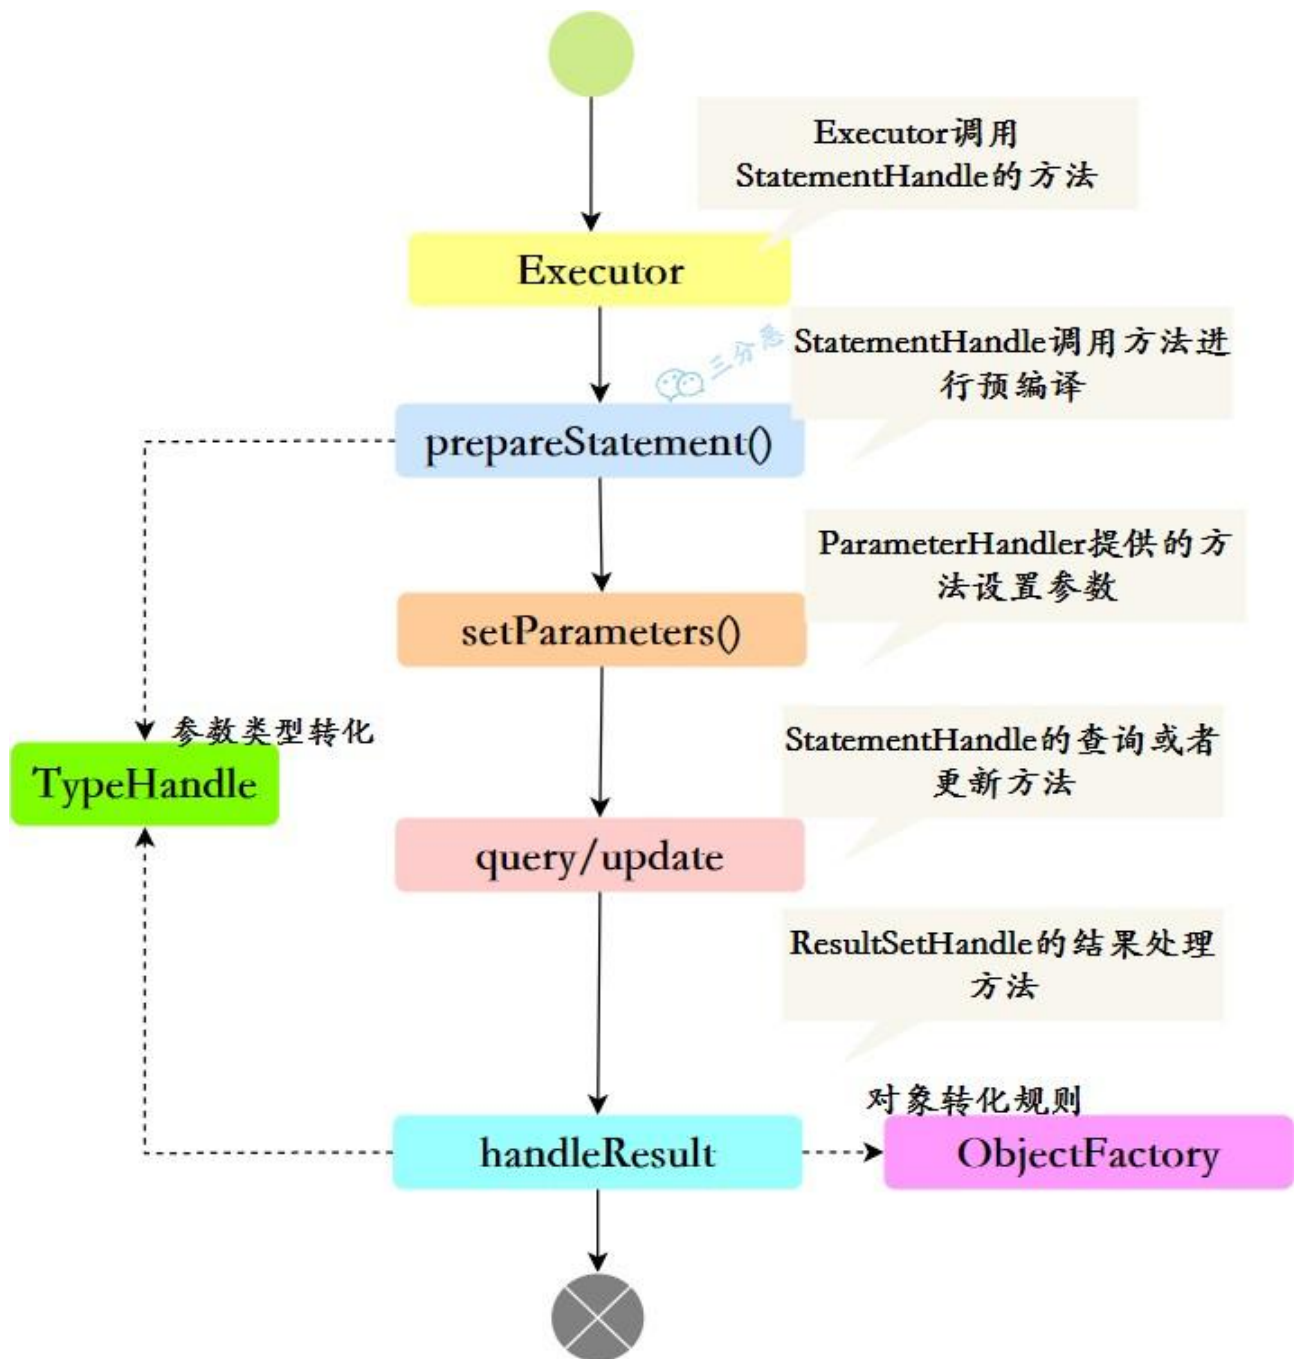 Executor调用
StatementHandle的方法
Executor
三分恶
StatementHandle调用方法进
行预编译
prepareStatement()
ParameterHandler提供的方
法设置参数
setParameters()
参数类型转化
TypeHandle
StatementHandle的查询或者
更新方法
query/update
ResultSetHandle的结果处理
方法
对象转化规则
handleResult
ObjectFactory